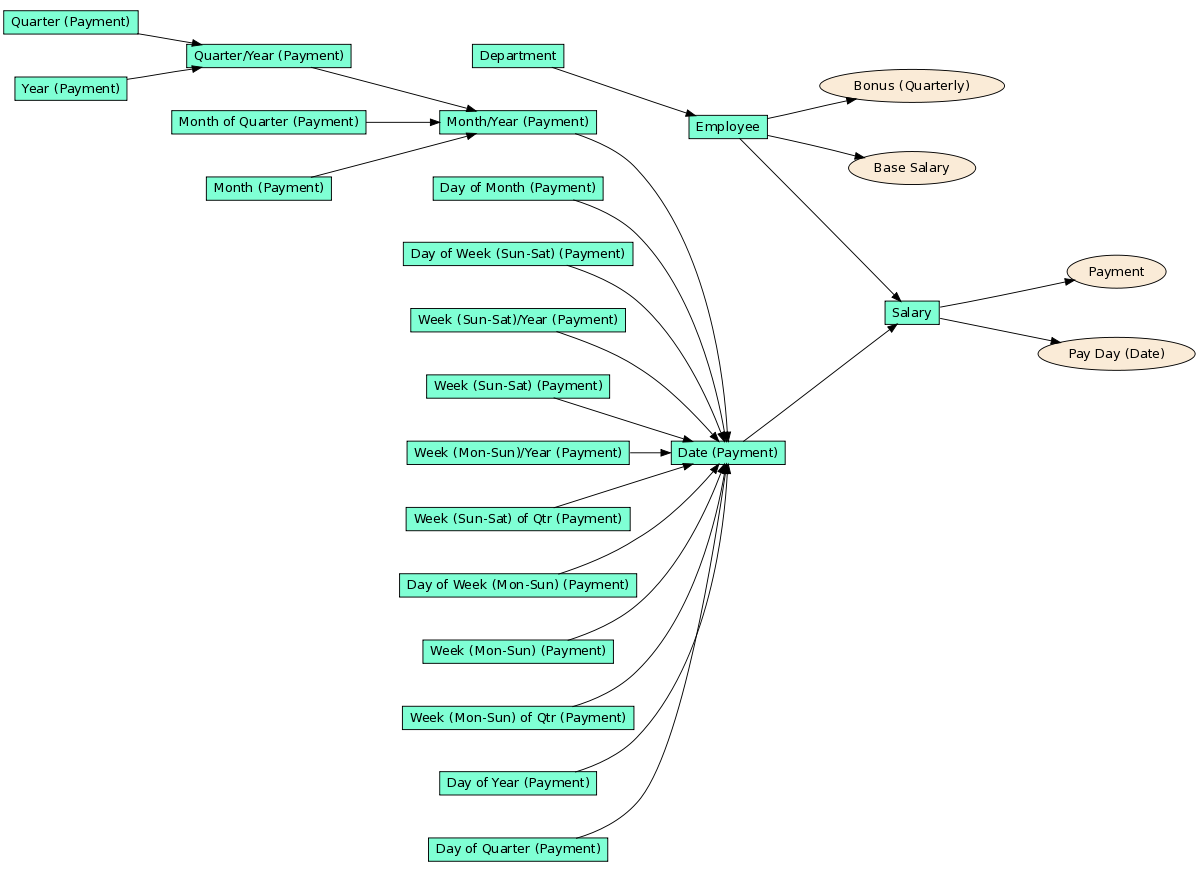 Quarter (Payment)
Quarter/Year (Payment)
Department
Year (Payment)
Bonus (Quarterly)
Month of Quarter (Payment)
Month/Year (Payment)
Employee
Base Salary
Month (Payment)
Day of Month (Payment)
Day of Week (Sun-Sat) (Payment)
Payment
Week (Sun-Sat)/Year (Payment)
Salary
Pay Day (Date)
Week (Sun-Sat) (Payment)
Week (Mon-Sun)/Year (Payment)
Date (Payment)
Week (Sun-Sat) of Qtr (Payment)
Day of Week (Mon-Sun) (Payment)
Week (Mon-Sun) (Payment)
Week (Mon-Sun) of Qtr (Payment)
Day of Year (Payment)
Day of Quarter (Payment)